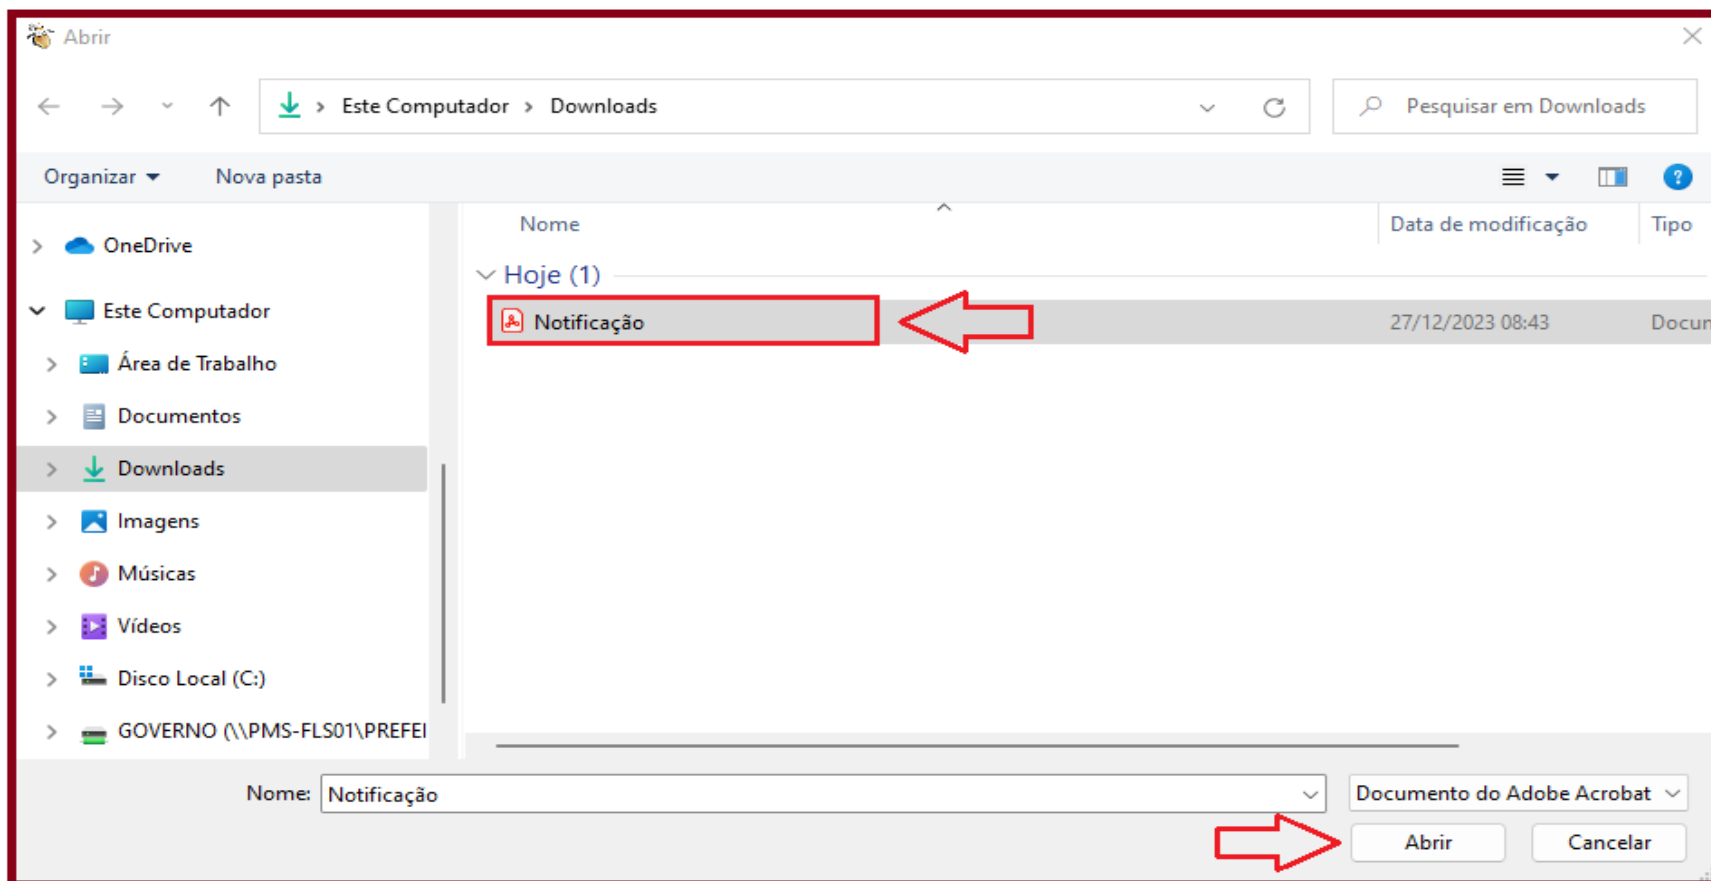 Abrir
Este Computador > Downloads
Pesquisar em Downloads
Organizar
Nova pasta
Nome
Data de modificação
Tipo
OneDrive
Hoje (1)
Este Computador
Notificação
27/12/2023 08:43
Docun
Área de Trabalho
Documentos
Downloads
Imagens
Músicas
Vídeos
Disco Local (C:)
GOVERNO (\\PMS-FLS01\PREFEI
Nome: Notificação
Documento do Adobe Acrobat
Abrir
Cancelar